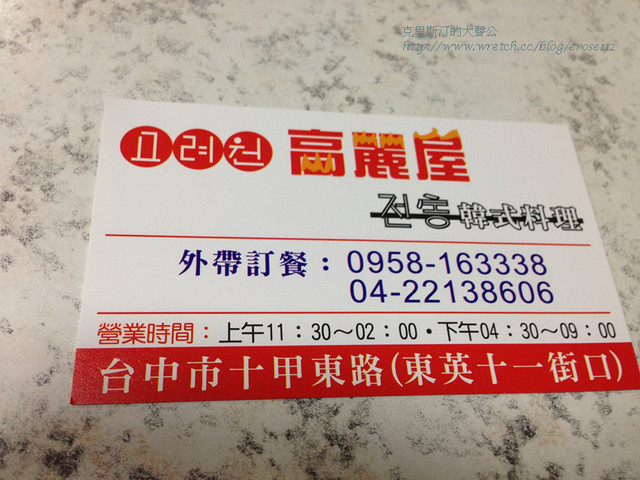 克里斯汀的大聲公
http://www.wretch.cc/blog/erose112
고려원 高麗屋
전통 韓式料理
外帶訂餐：0958-163338
04-22138606
營業時間：上午11：30～02：00·下午04：30～09：00
台中市十甲東路(東英十一街口)